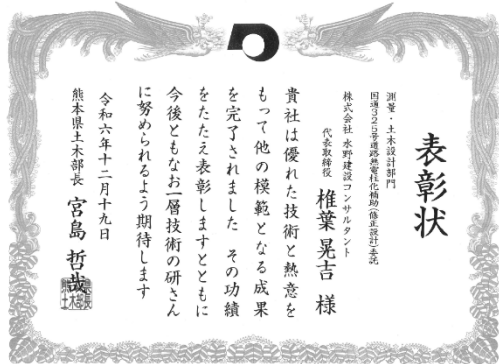 表彰状
測量・土木設計部門
国道325号道路無電柱化補助(修正設計)委託
株式会社 水野建設コンサルタント
代表取締役 椎葉 晃吉 様
貴社は優れた技術と熱意を
もって他の模範となる成果
を完了されました その功績
をたたえ表彰しますとともに
今後ともなお一層技術の研さん
に努められるよう期待します
令和六年十二月十九日
熊本県土木部長 宮島 哲哉